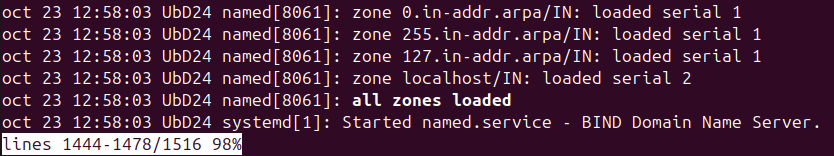 oct 23 12:58:03 UbD24 named[8061]: zone 0.in-addr.arpa/IN: loaded serial 1
oct 23 12:58:03 UbD24 named[8061]: zone 255.in-addr.arpa/IN: loaded serial 1
oct 23 12:58:03 UbD24 named[8061]: zone 127.in-addr.arpa/IN: loaded serial 1
oct 23 12:58:03 UbD24 named[8061]: zone localhost/IN: loaded serial 2
oct 23 12:58:03 UbD24 named[8061]: all zones loaded
oct 23 12:58:03 UbD24 systemd[1]: Started named.service - BIND Domain Name Server.
lines 1444-1478/1516 98%